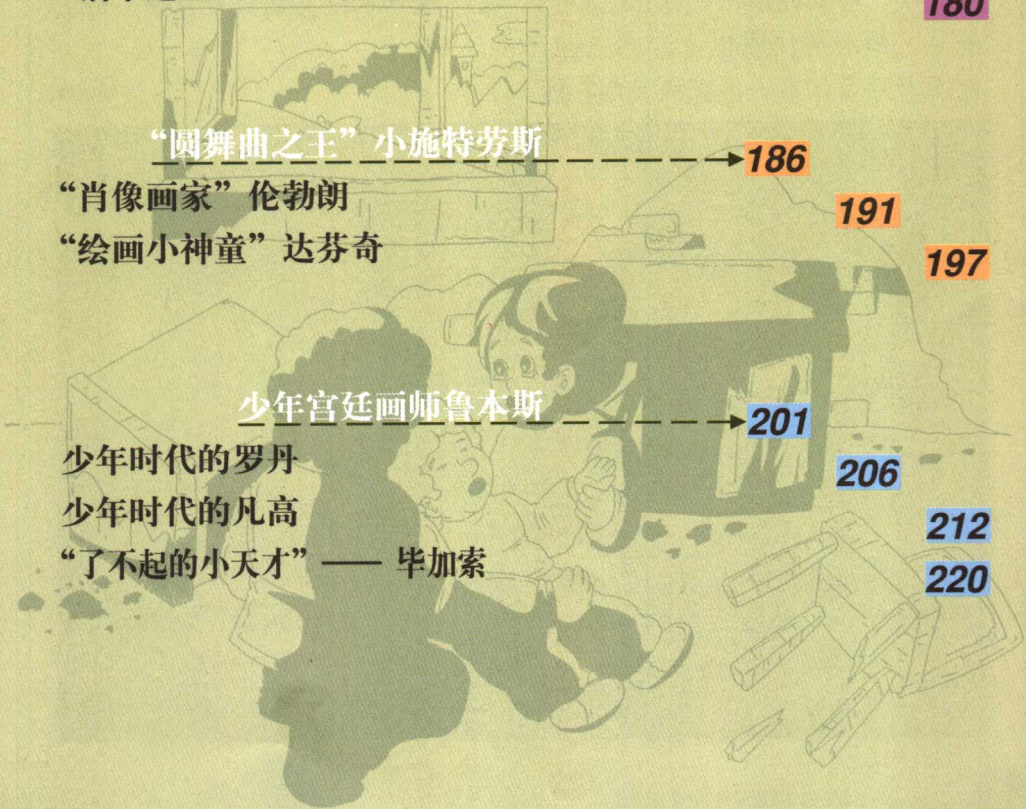 180
“圆舞曲之王”小施特劳斯 186
“肖像画家”伦勃朗 191
“绘画小神童”达芬奇 197
少年宫廷画师鲁本斯 201
少年时代的罗丹 206
少年时代的凡高 212
“了不起的小天才”—— 毕加索 220